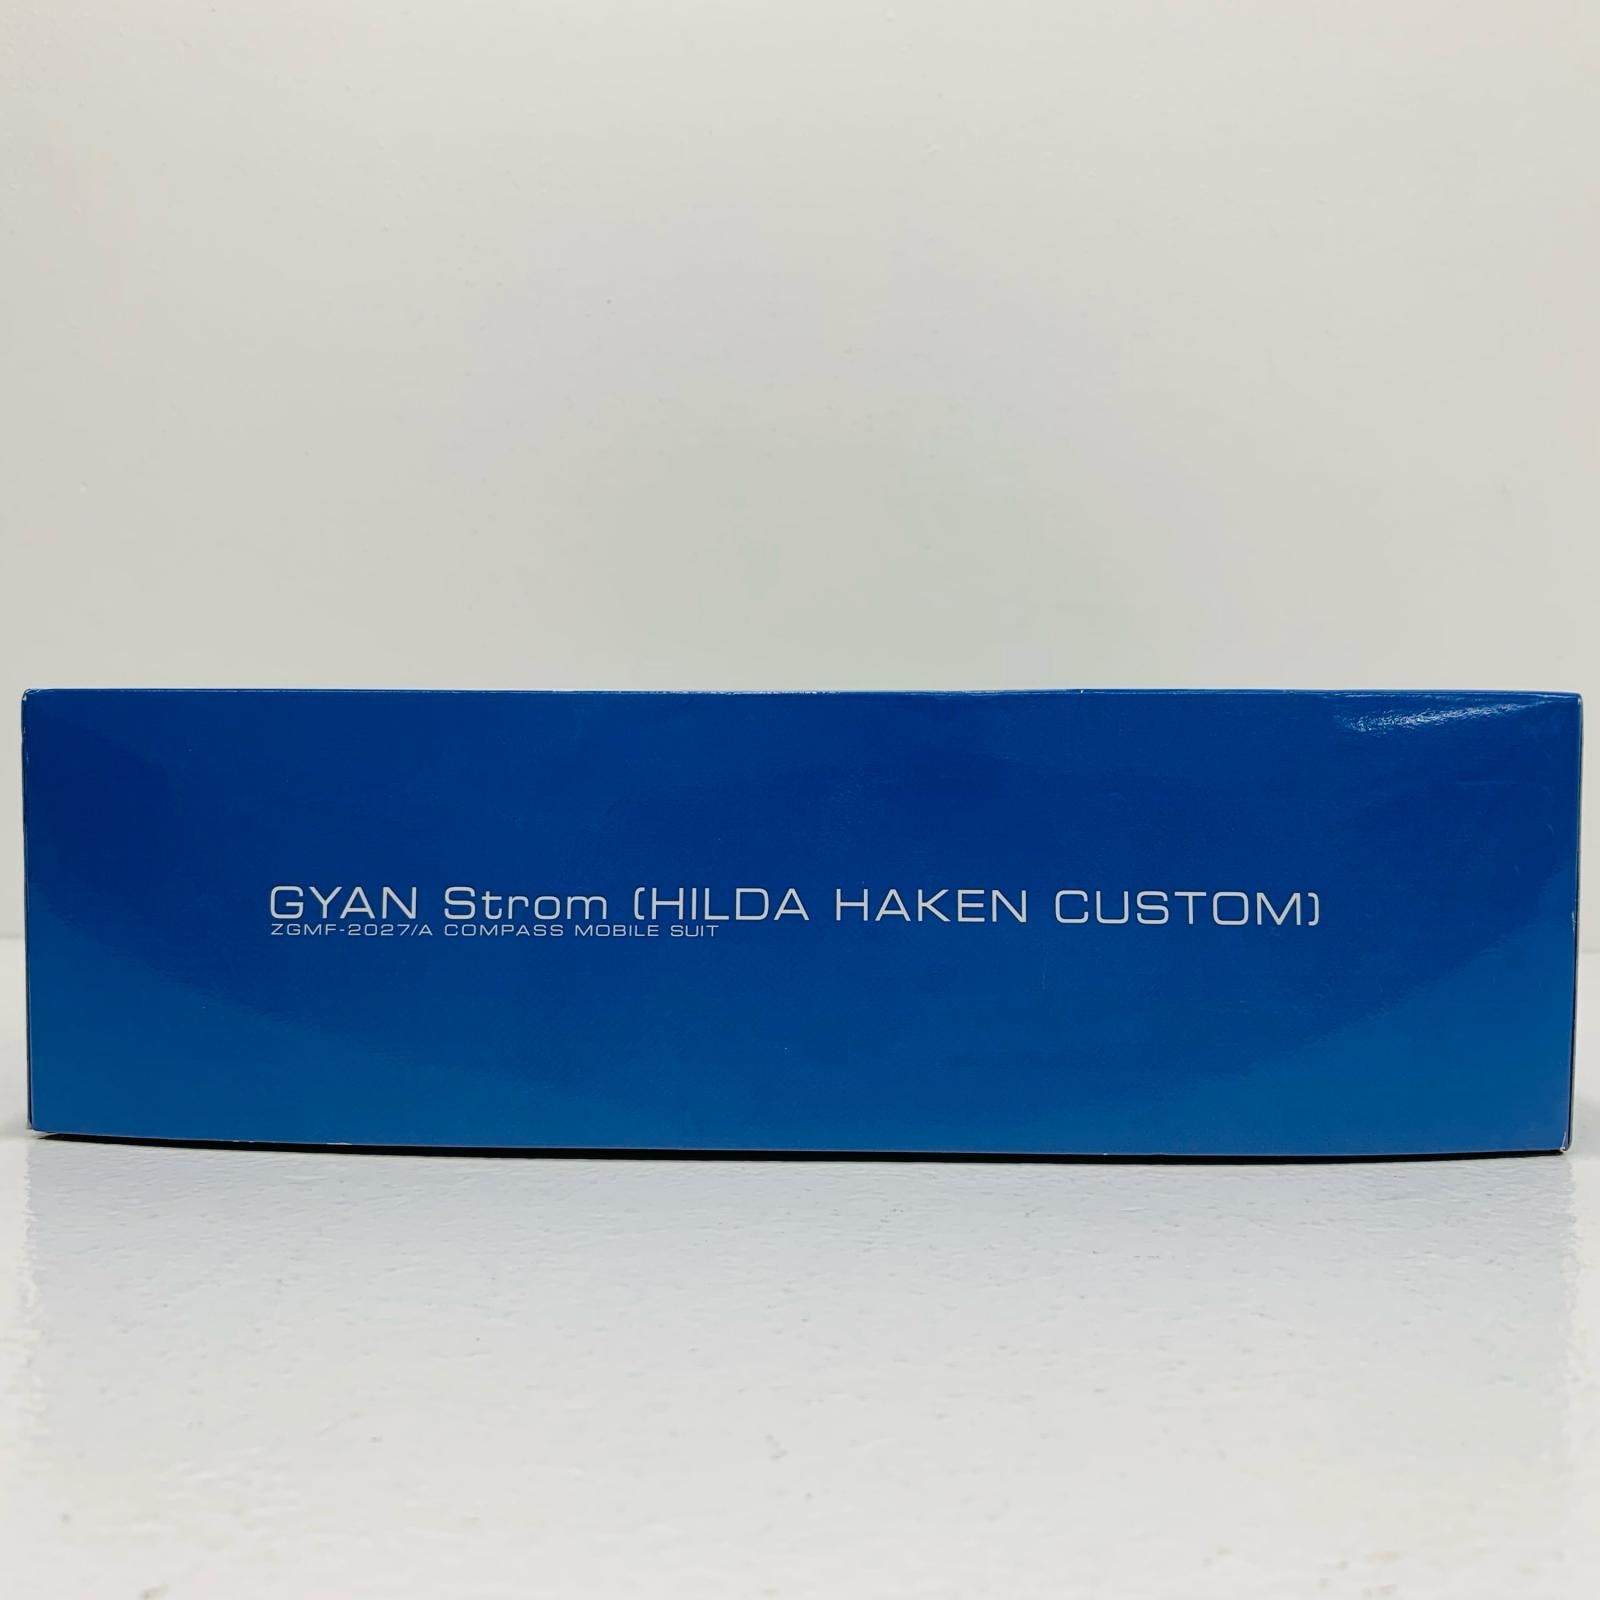 GYAN Strom (HILDA HAKEN CUSTOM)
ZGMF-2027/A COMPASS MOBILE SUIT